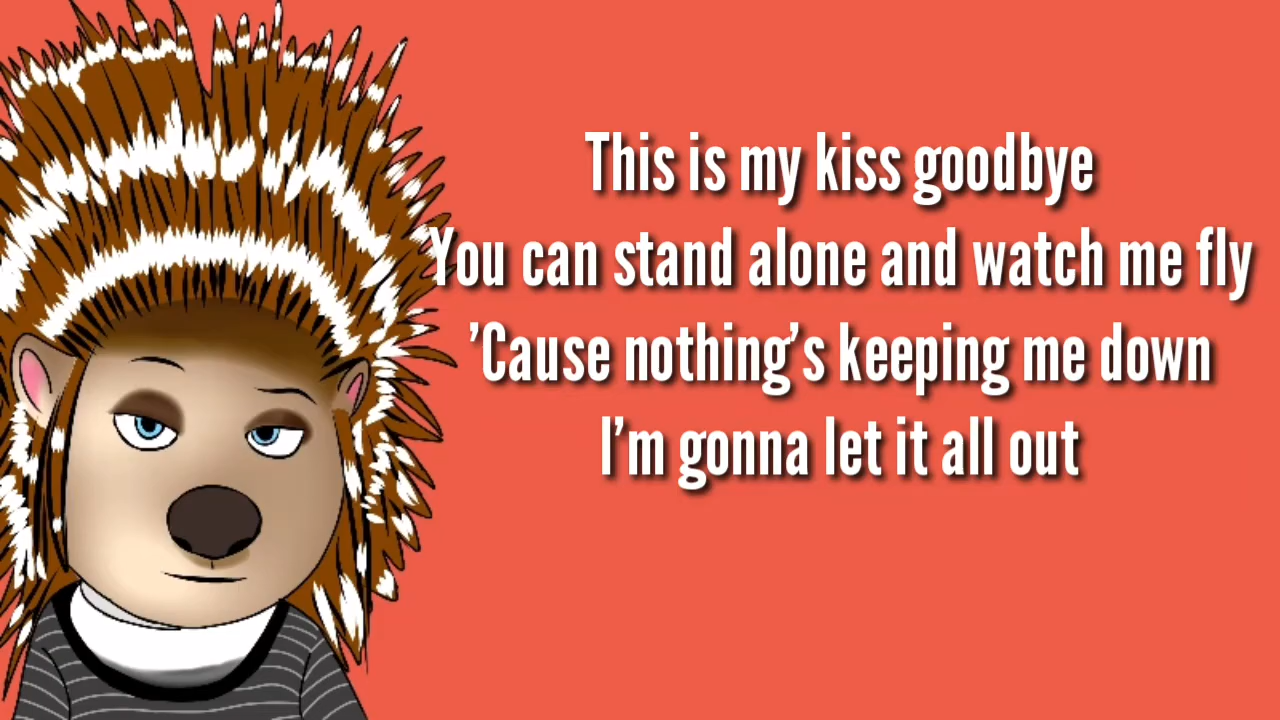 This is my kiss goodbye
You can stand alone and watch me fly
’Cause nothing’s keeping me down
I’m gonna let it all out